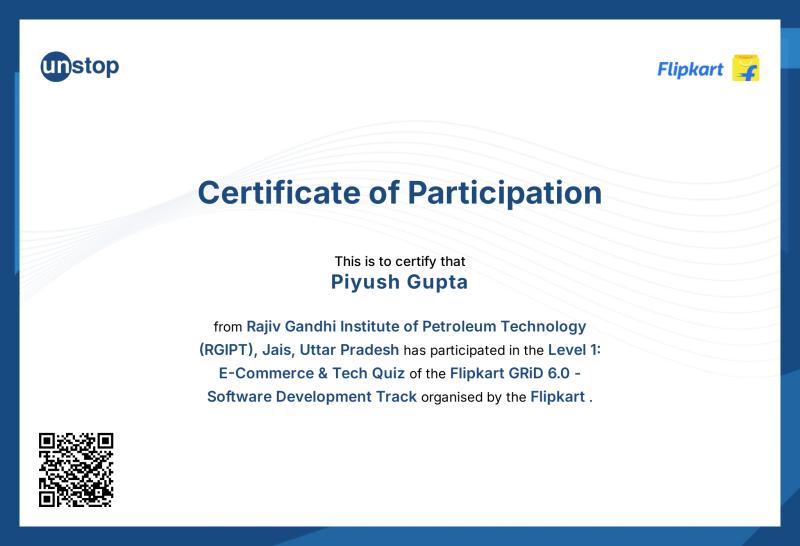 unstop
Flipkart
Certificate of Participation
This is to certify that
Piyush Gupta
from Rajiv Gandhi Institute of Petroleum Technology
(RGIPT), Jais, Uttar Pradesh has participated in the Level 1:
E-Commerce & Tech Quiz of the Flipkart GRiD 6.0 -
Software Development Track organised by the Flipkart .